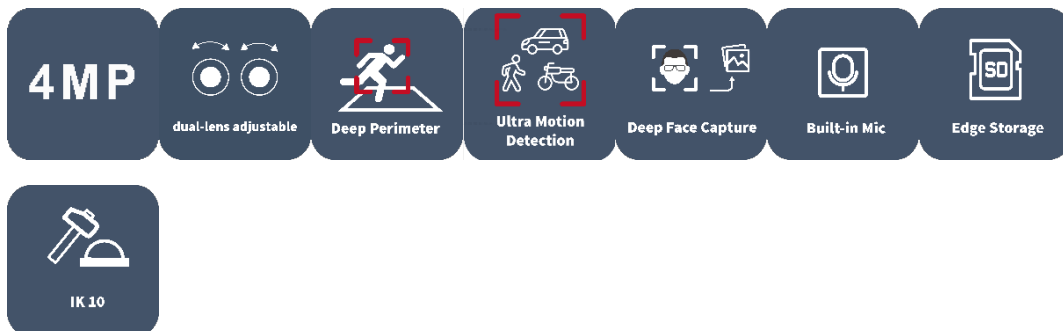 4MP
dual-lens adjustable
Deep Perimeter
Ultra Motion
Detection
Deep Face Capture
Built-in Mic
SD
Edge Storage
IK 10